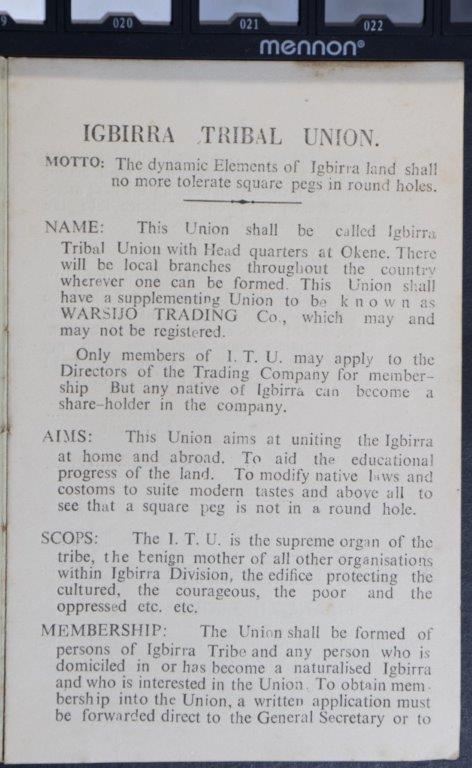 020
021
022
mennon®
IGBIRRA TRIBAL UNION.
MOTTO: The dynamic Elements of Igbirra land shall
no more tolerate square pegs in round holes.
NAME: This Union shall be called Igbirra
Tribal Union with Head quarters at Okene. There
will be local branches throughout the country
wherever one can be formed. This Union shall
have a supplementing Union to be known as
WARSIJO TRADING Co., which may and
may not be registered.
Only members of I. T. U. may apply to the
Directors of the Trading Company for member-
ship But any native of Igbirra can become a
share-holder in the company.
AIMS: This Union aims at uniting the Igbirra
at home and abroad. To aid the educational
progress of the land. To modify native laws and
costoms to suite modern tastes and above all to
see that a square peg is not in a round hole.
SCOPS: The I. T. U. is the supreme organ of the
tribe, the benign mother of all other organisations
within Igbirra Division, the edifice protecting the
cultured, the courageous, the poor and the
oppressed etc. etc.
MEMBERSHIP: The Union shall be formed of
persons of Igbirra Tribe and any person who is
domiciled in or has become a naturalised Igbirra
and who is interested in the Union. To obtain mem-
bership into the Union, a written application must
be forwarded direct to the General Secretary or to